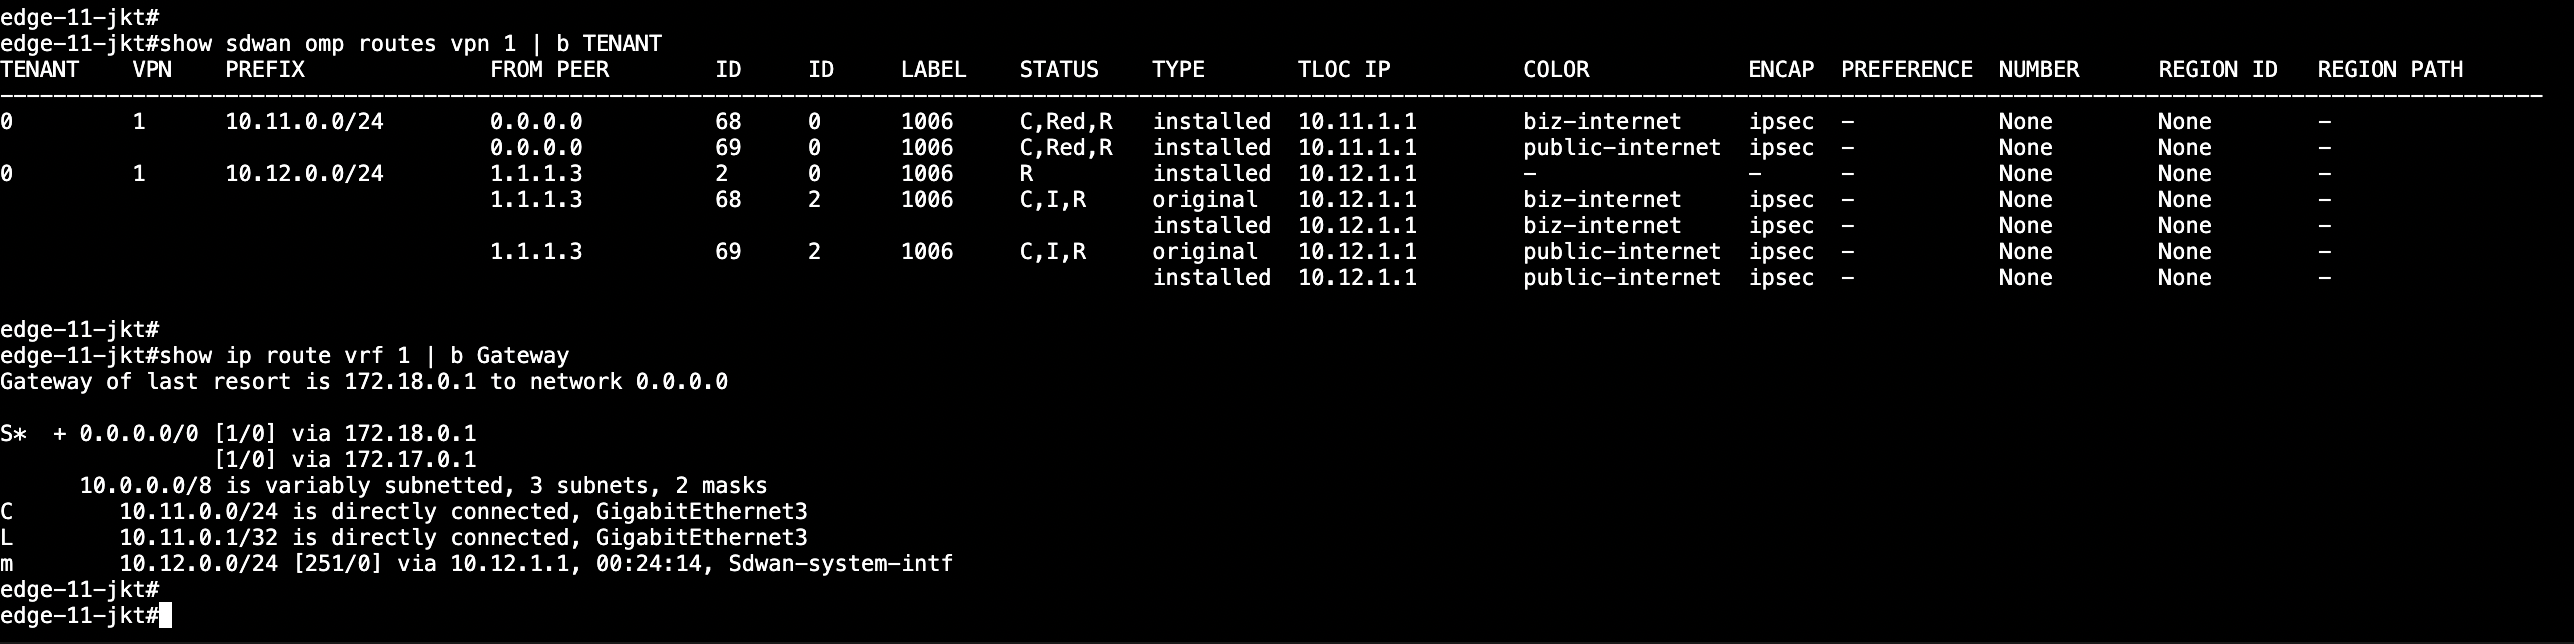 edge-11-jkt#
edge-11-jkt#show sdwan omp routes vpn 1 | b TENANT
TENANT    VPN    PREFIX              FROM PEER        ID     ID     LABEL    STATUS    TYPE       TLOC IP          COLOR            ENCAP  PREFERENCE  NUMBER      REGION ID   REGION PATH
------------------------------------------------------------------------------------------------------------------------------------------------------------------------------------------------
0         1      10.11.0.0/24        0.0.0.0          68     0      1006     C,Red,R   installed  10.11.1.1        biz-internet     ipsec  -           None        None        -
                                     0.0.0.0          69     0      1006     C,Red,R   installed  10.11.1.1        public-internet  ipsec  -           None        None        -
0         1      10.12.0.0/24        1.1.1.3          2      0      1006     R         installed  10.12.1.1        -                -      -           None        None        -
                                     1.1.1.3          68     2      1006     C,I,R     original   10.12.1.1        biz-internet     ipsec  -           None        None        -
                                                                                       installed  10.12.1.1        biz-internet     ipsec  -           None        None        -
                                     1.1.1.3          69     2      1006     C,I,R     original   10.12.1.1        public-internet  ipsec  -           None        None        -
                                                                                       installed  10.12.1.1        public-internet  ipsec  -           None        None        -
edge-11-jkt#
edge-11-jkt#show ip route vrf 1 | b Gateway
Gateway of last resort is 172.18.0.1 to network 0.0.0.0
S*  + 0.0.0.0/0 [1/0] via 172.18.0.1
                [1/0] via 172.17.0.1
      10.0.0.0/8 is variably subnetted, 3 subnets, 2 masks
C        10.11.0.0/24 is directly connected, GigabitEthernet3
L        10.11.0.1/32 is directly connected, GigabitEthernet3
m        10.12.0.0/24 [251/0] via 10.12.1.1, 00:24:14, Sdwan-system-intf
edge-11-jkt#
edge-11-jkt#